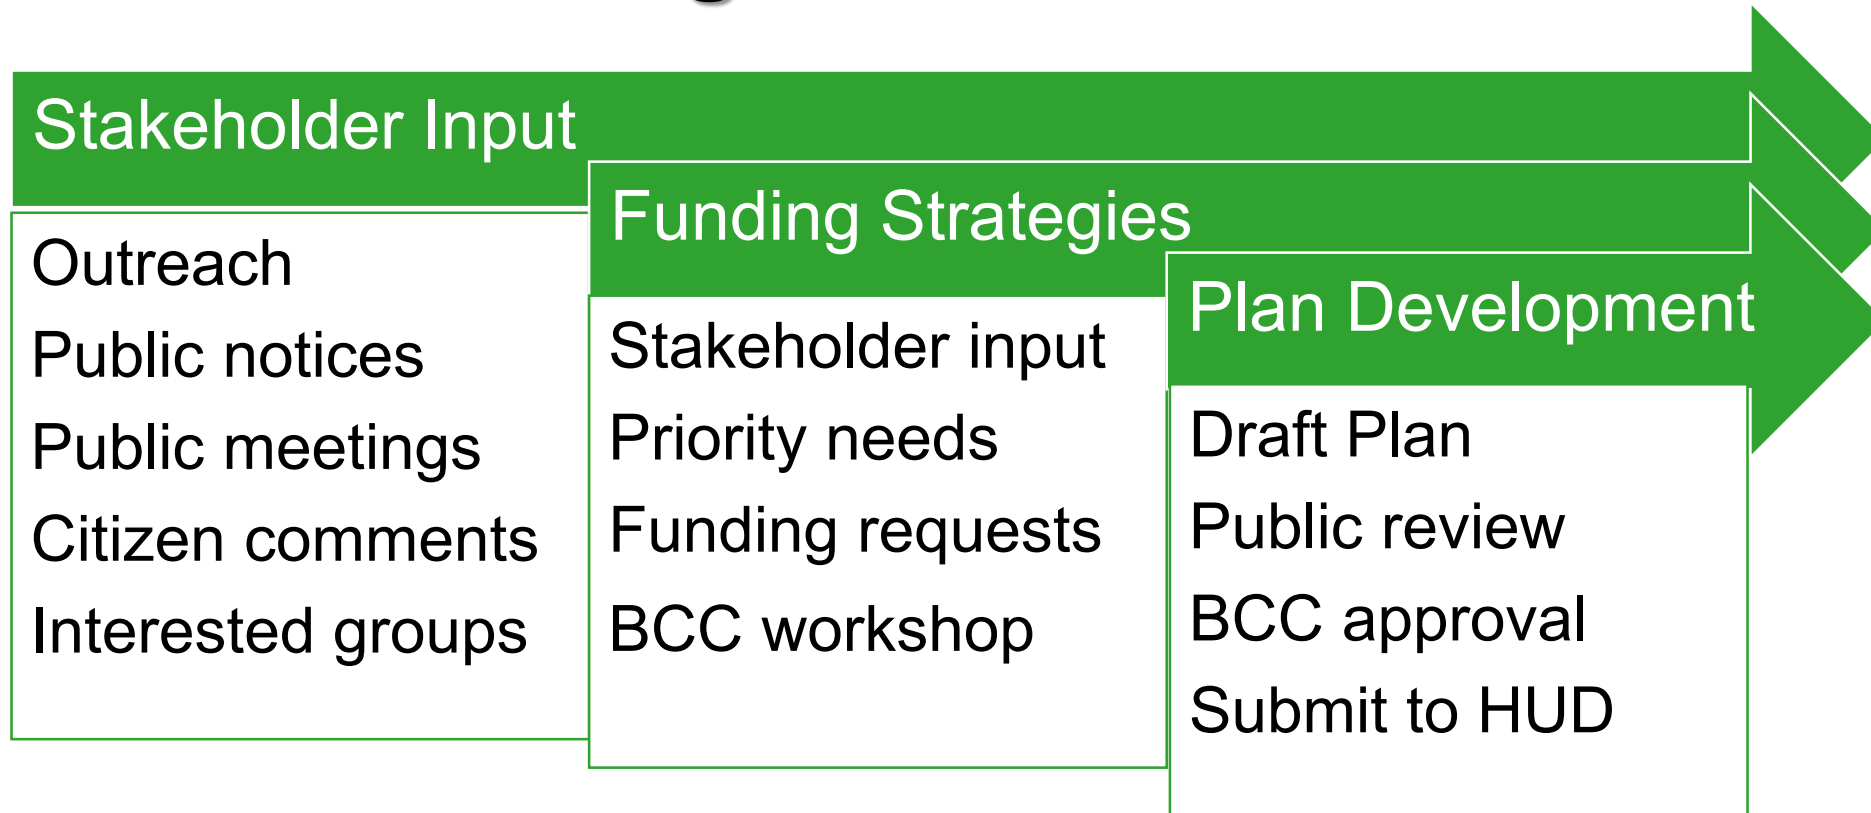 Stakeholder Input
Outreach
Public notices
Public meetings
Citizen comments
Interested groups
Funding Strategies
Stakeholder input
Priority needs
Funding requests
BCC workshop
Plan Development
Draft Plan
Public review
BCC approval
Submit to HUD